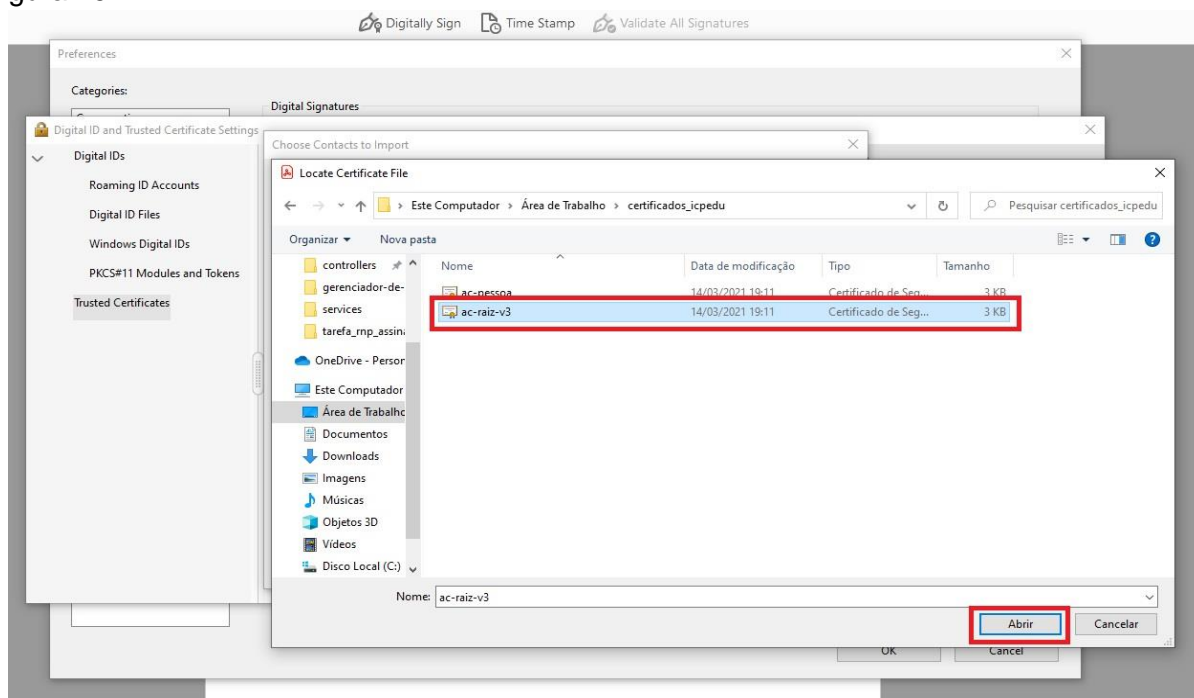 Digitally Sign Time Stamp Validate All Signatures
Preferences
Categories:
Digital Signatures
Digital ID and Trusted Certificate Settings
Choose Contacts to Import
Digital IDs
Roaming ID Accounts
Digital ID Files
Windows Digital IDs
PKCS#11 Modules and Tokens
Trusted Certificates
Locate Certificate File
Este Computador › Área de Trabalho › certificados_icpedu
Pesquisar certificados_icpedu
Organizar Nova pasta
controllers
gerenciador-de-
services
tarefa_rnp_assin
OneDrive - Person
Este Computador
Área de Trabalho
Documentos
Downloads
Imagens
Músicas
Objetos 3D
Vídeos
Disco Local (C:)
Nome Data de modificação Tipo Tamanho
ac-pessoa 14/03/2021 19:11 Certificado de Seg... 3 KB
ac-raiz-v3 14/03/2021 19:11 Certificado de Seg... 3 KB
Nome: ac-raiz-v3
Abrir Cancelar
OK Cancel